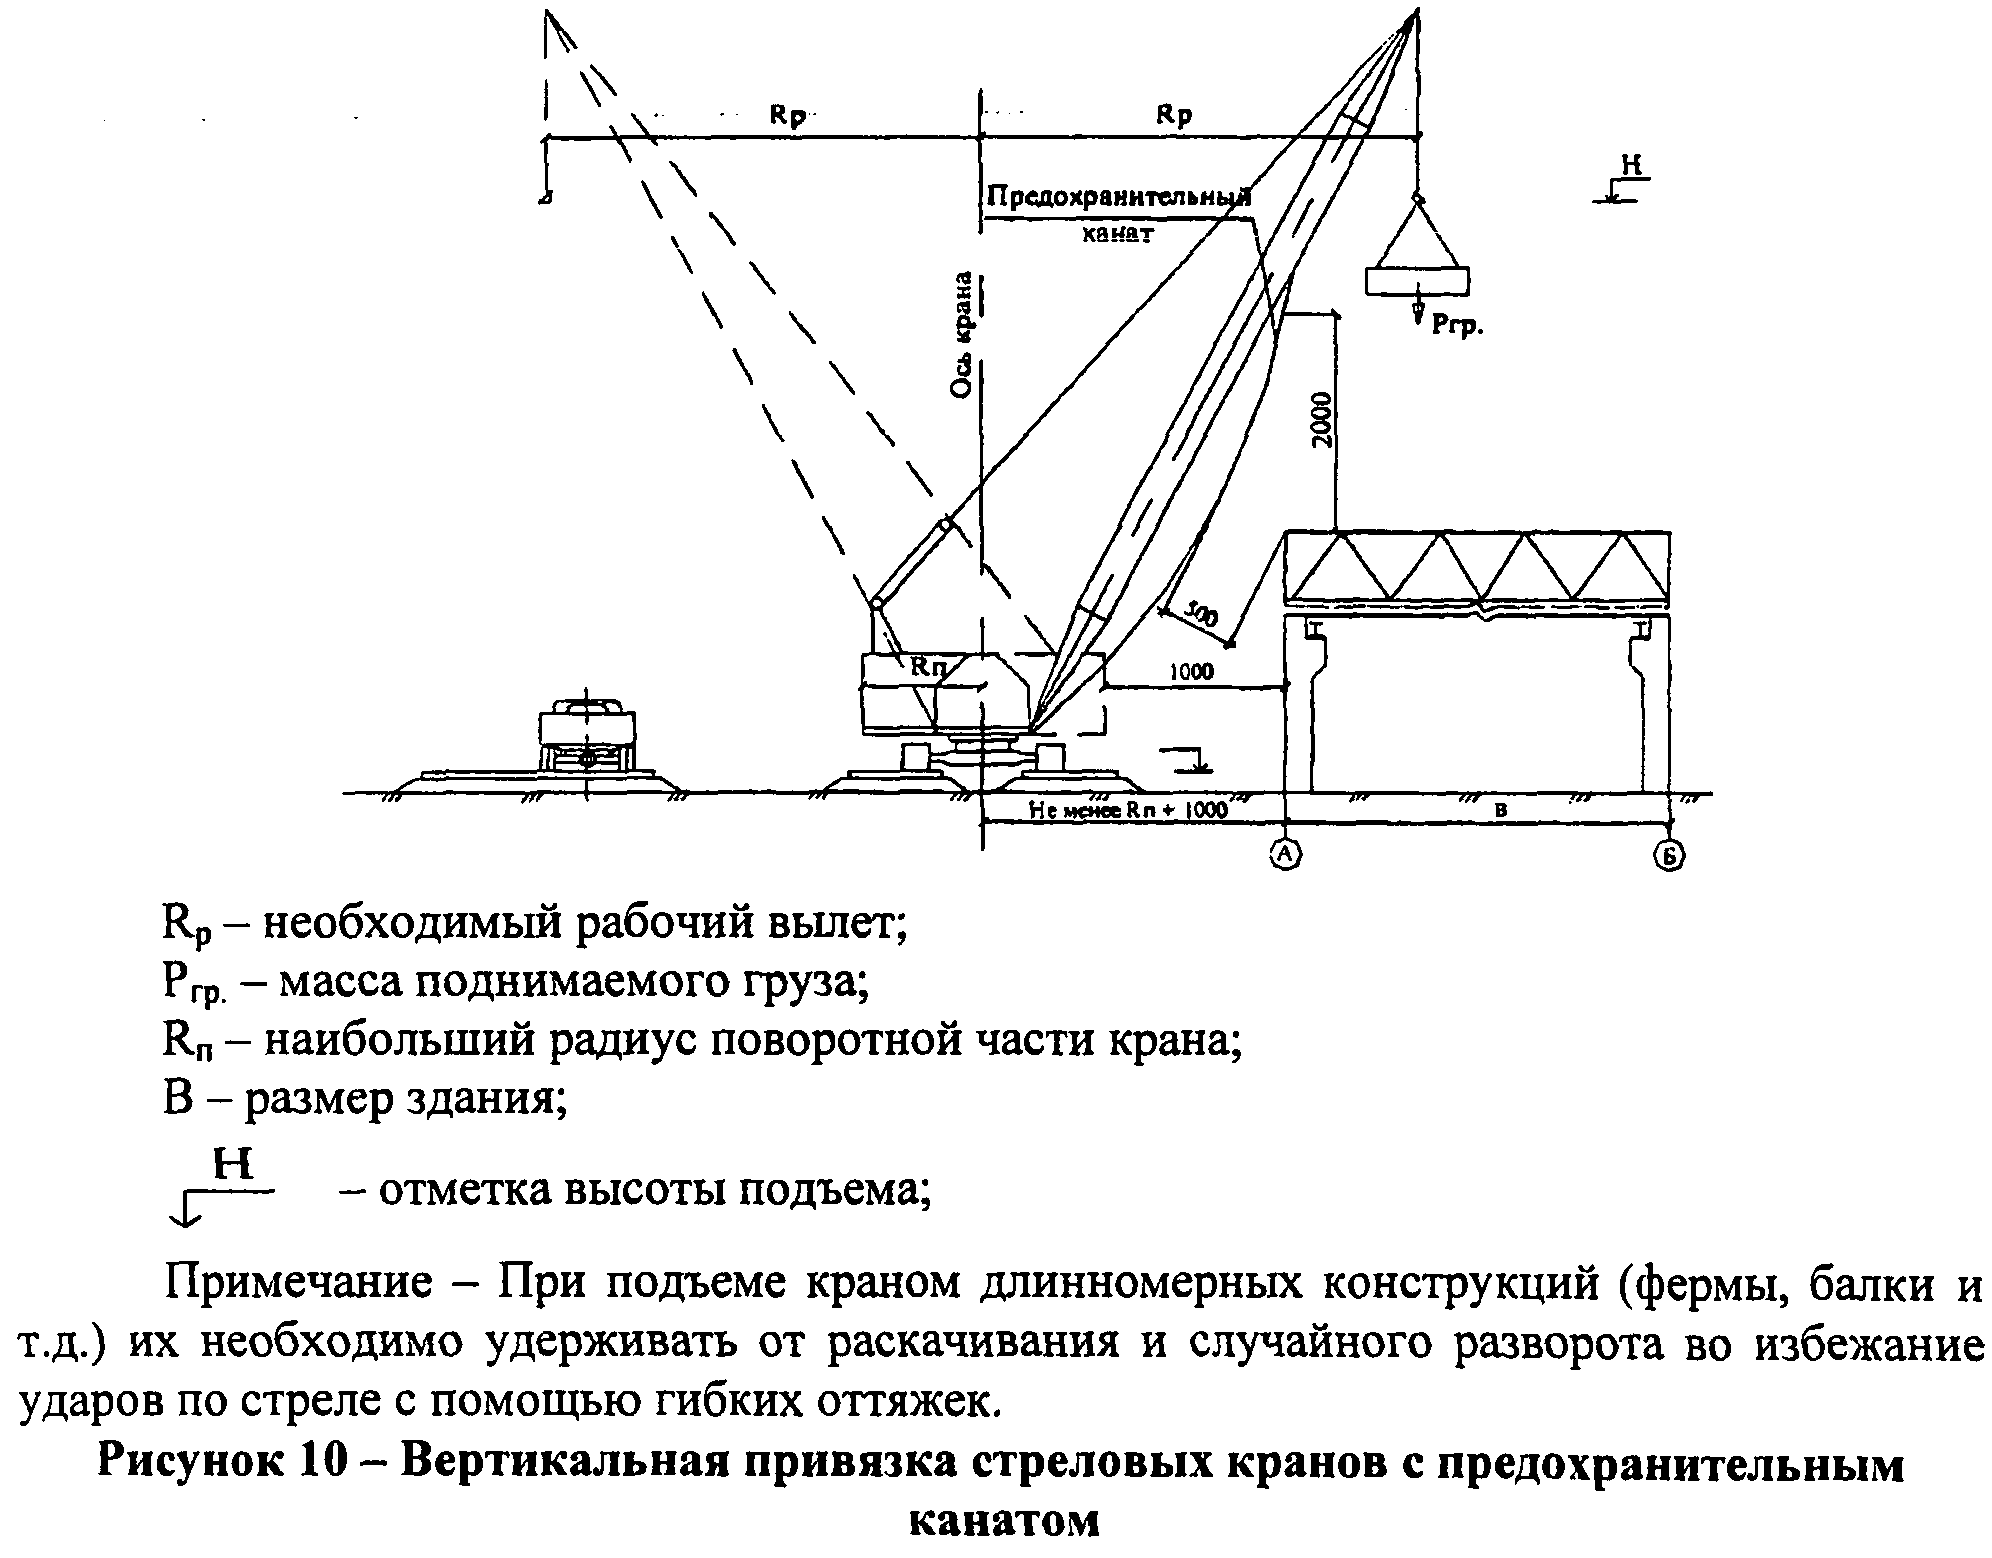 Rр Rр
H
Предохранительный
канат
Ось крана
Pгр.
2000
500
Rп
1000
Не менее Rп + 1000
В
А
Б
Rр – необходимый рабочий вылет;
Pгр. – масса поднимаемого груза;
Rп – наибольший радиус поворотной части крана;
В – размер здания;
H – отметка высоты подъема;
Примечание – При подъеме краном длинномерных конструкций (фермы, балки и
т.д.) их необходимо удерживать от раскачивания и случайного разворота во избежание
ударов по стреле с помощью гибких оттяжек.
Рисунок 10 – Вертикальная привязка стреловых кранов с предохранительным
канатом